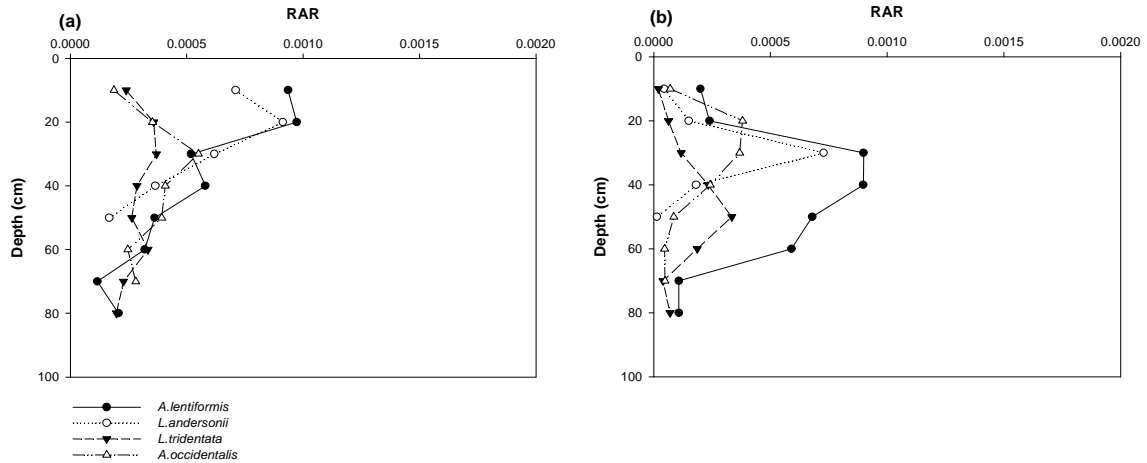 (a)
RAR
0.0000 0.0005 0.0010 0.0015 0.0020
0
20
40
60
80
100
Depth (cm)
(b)
RAR
0.0000 0.0005 0.0010 0.0015 0.0020
0
20
40
60
80
100
Depth (cm)
A.lentiformis
L.andersonii
L.tridentata
A.occidentalis